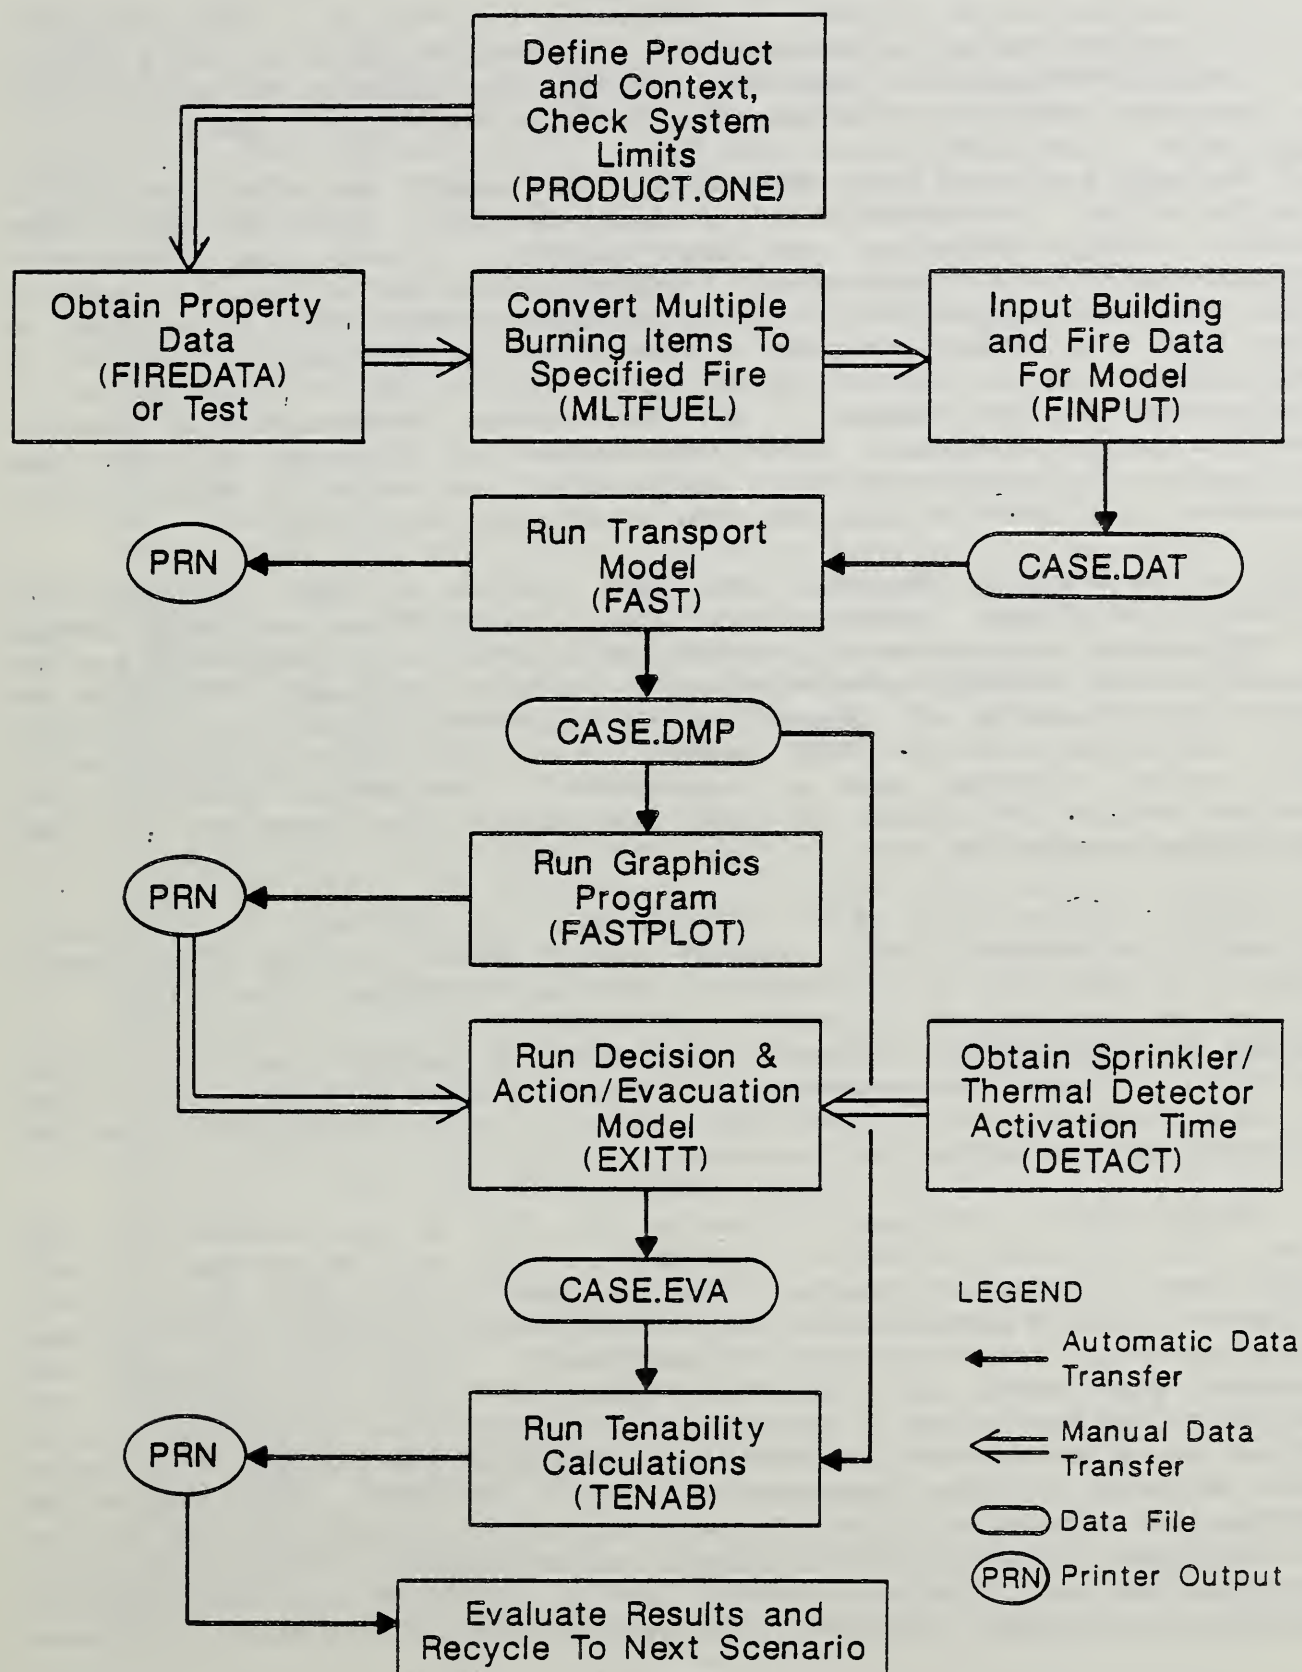 Define Product
and Context,
Check System
Limits
(PRODUCT.ONE)
Obtain Property
Data
(FIREDATA)
or Test
Convert Multiple
Burning Items To
Specified Fire
(MLTFUEL)
Input Building
and Fire Data
For Model
(FINPUT)
PRN
Run Transport
Model
(FAST)
CASE.DAT
CASE.DMP
PRN
Run Graphics
Program
(FASTPLOT)
Run Decision &
Action/Evacuation
Model
(EXITT)
Obtain Sprinkler/
Thermal Detector
Activation Time
(DETACT)
CASE.EVA
PRN
Run Tenability
Calculations
(TENAB)
Evaluate Results and
Recycle To Next Scenario
LEGEND
Automatic Data
Transfer
Manual Data
Transfer
Data File
PRN Printer Output